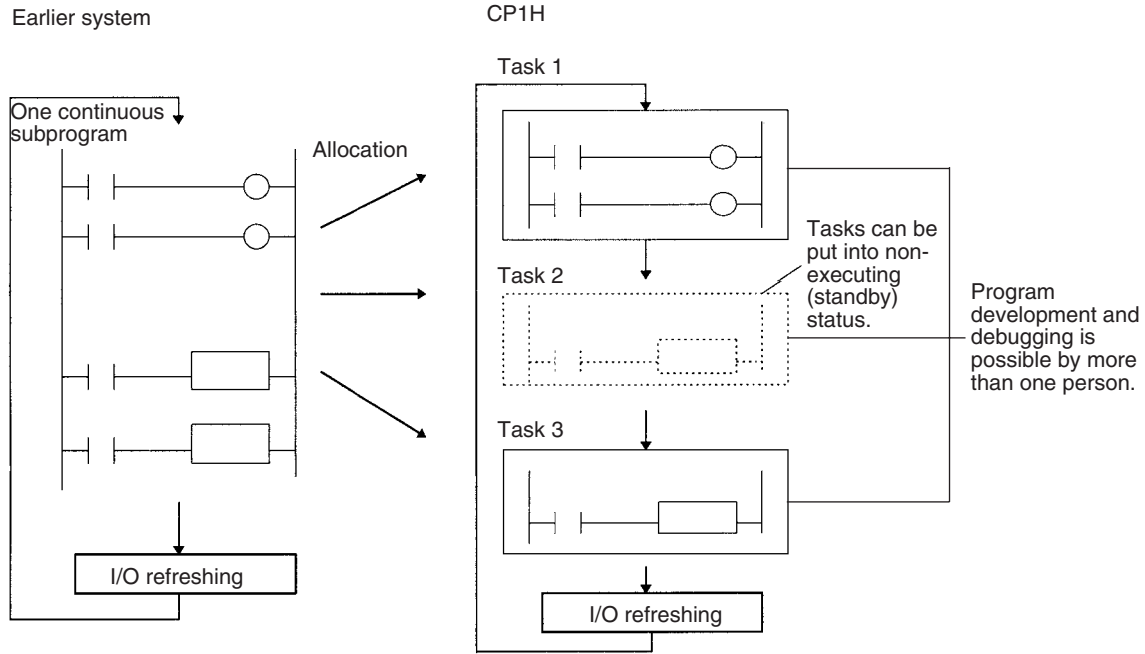 Earlier system
CP1H
One continuous
subprogram
Allocation
Task 1
Tasks can be
put into non-
executing
(standby)
status.
Task 2
Program
development and
debugging is
possible by more
than one person.
Task 3
I/O refreshing
I/O refreshing